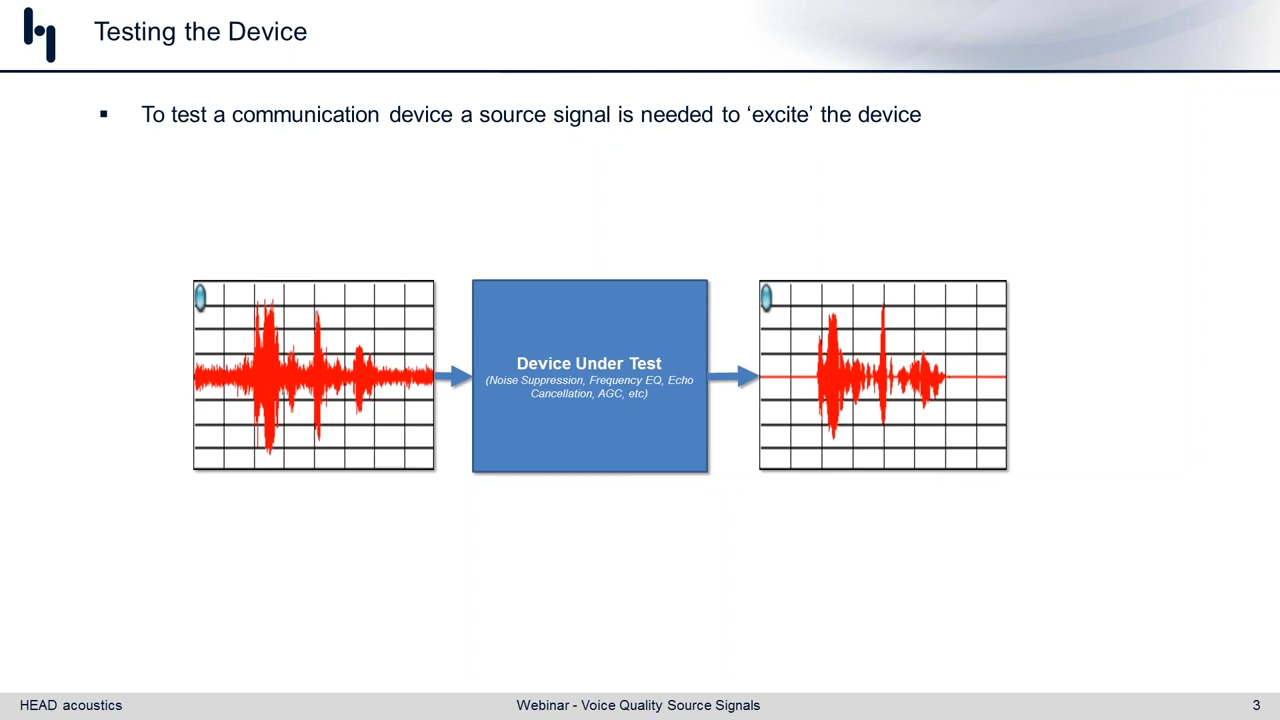 Testing the Device
▪ To test a communication device a source signal is needed to ‘excite’ the device
Device Under Test
(Noise Suppression, Frequency EQ, Echo
Cancellation, AGC, etc)
HEAD acoustics
Webinar - Voice Quality Source Signals
3